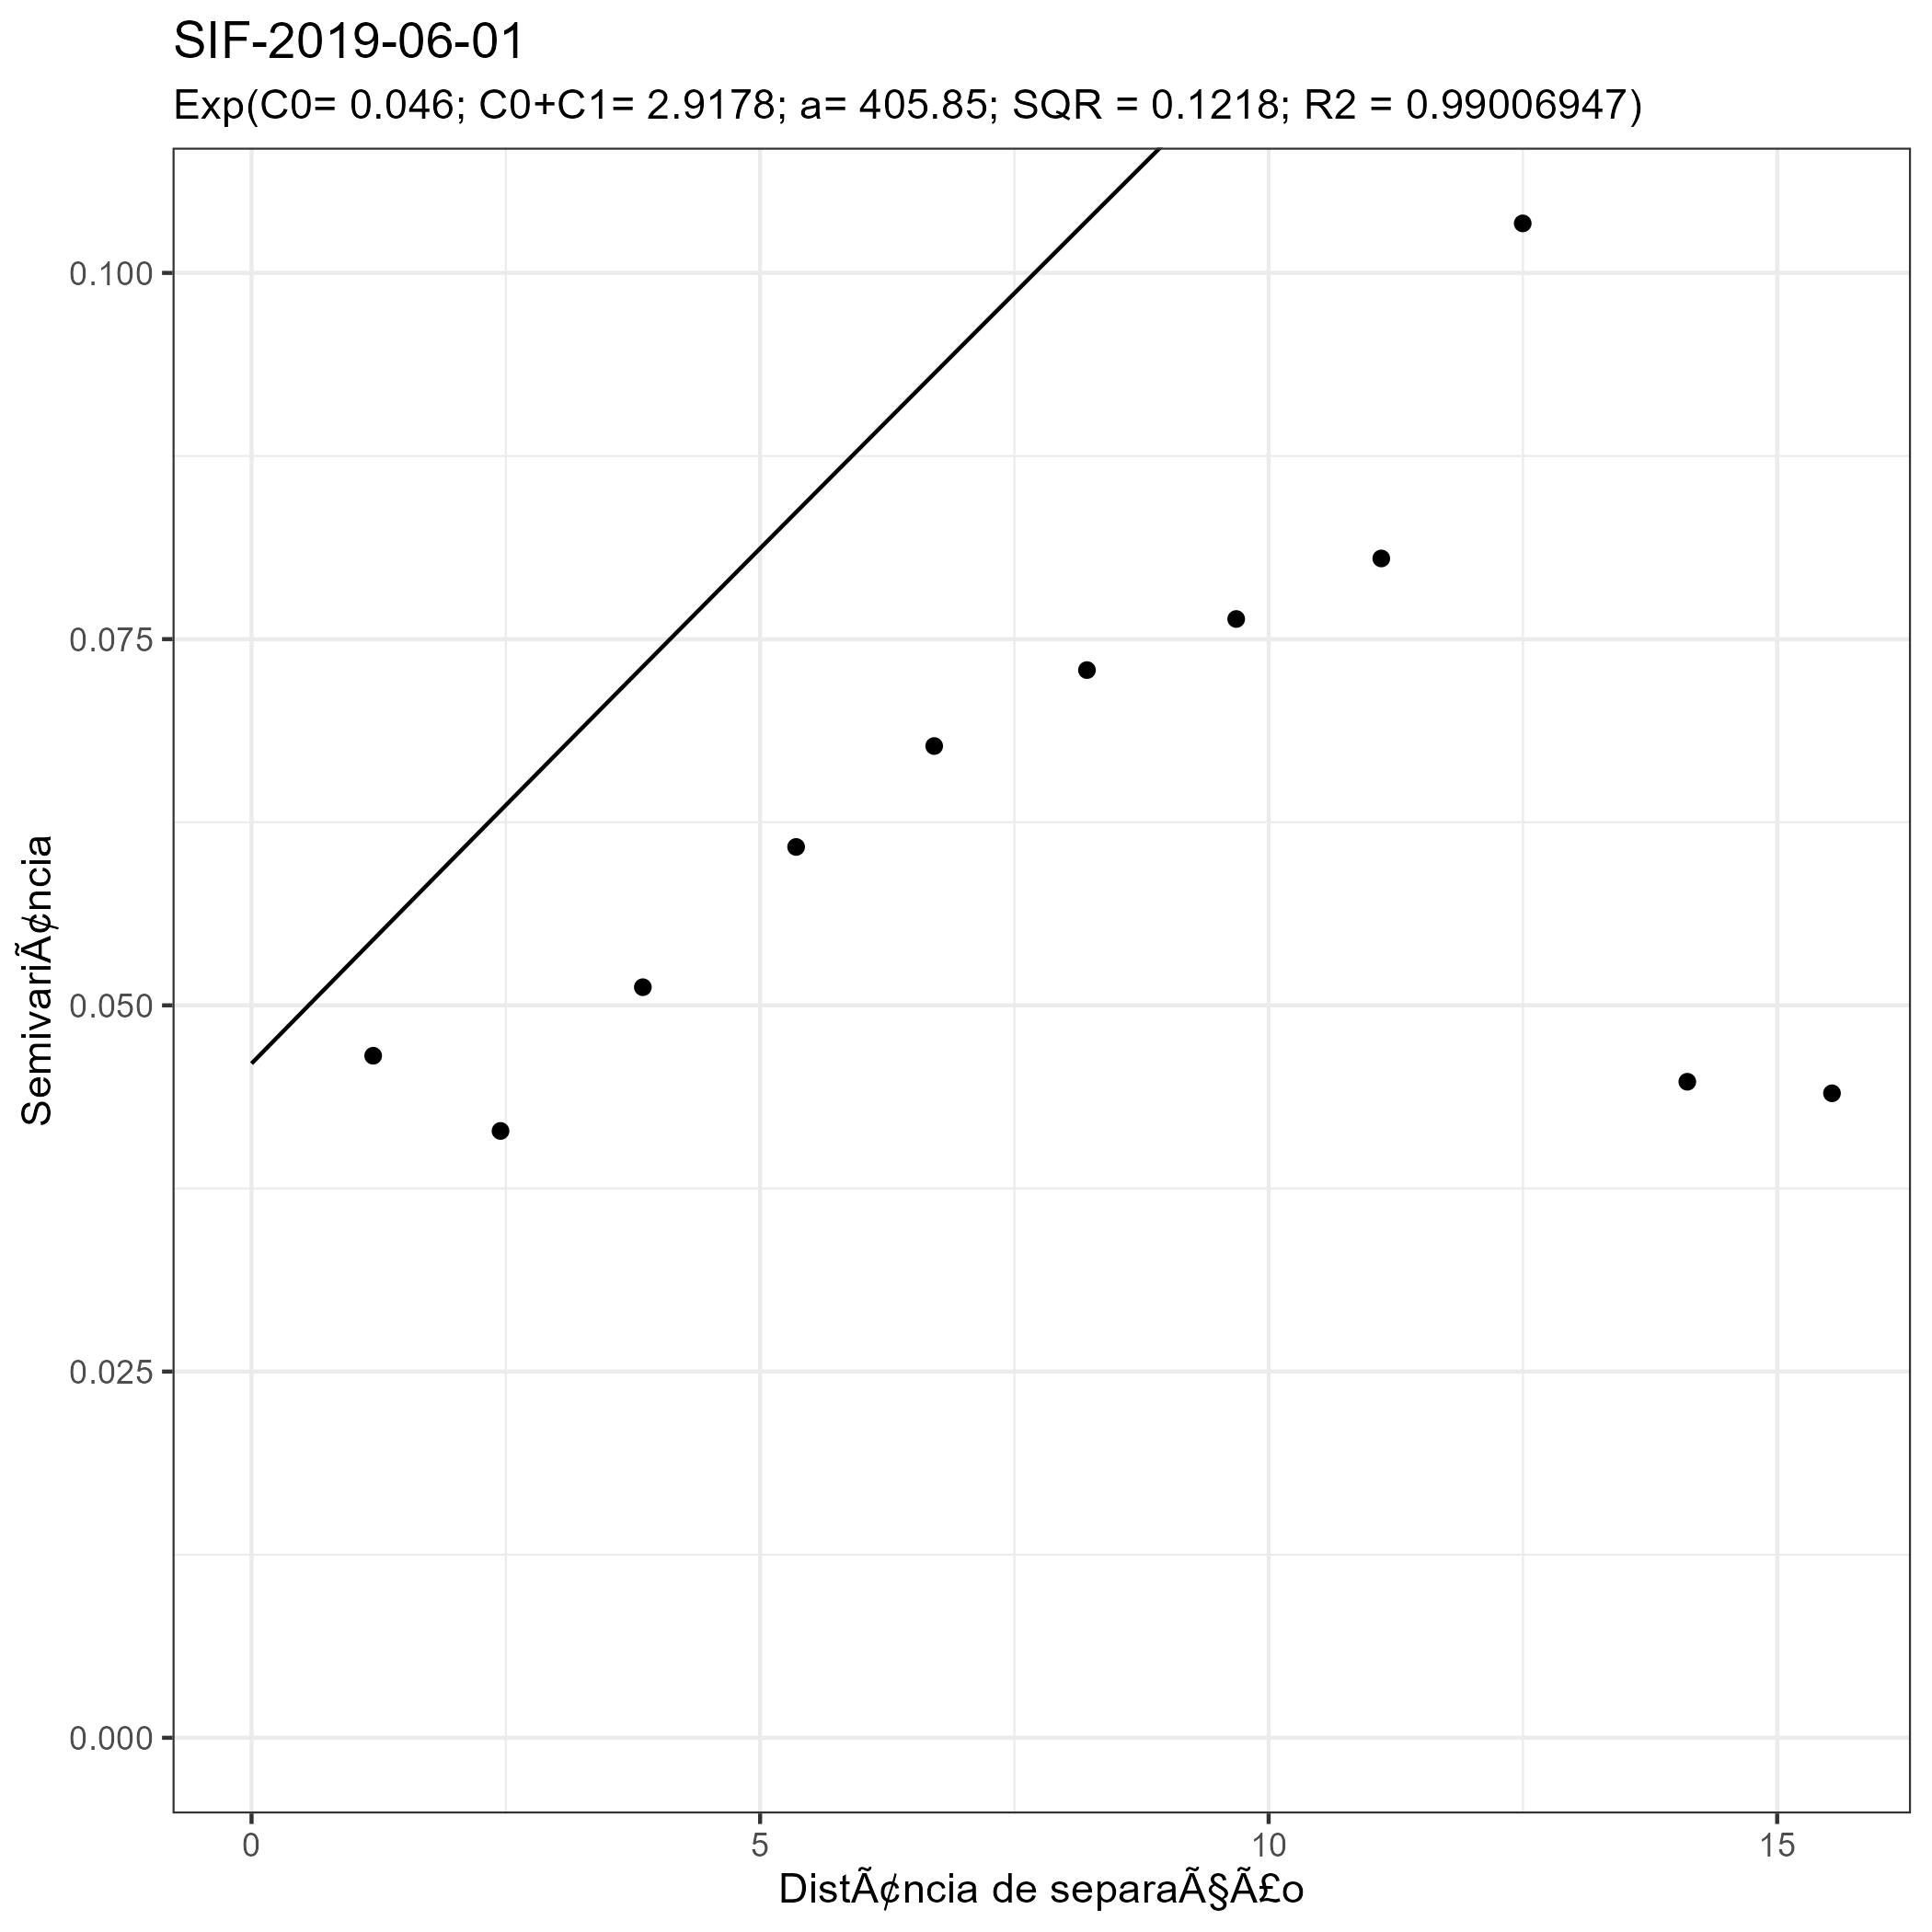 SIF-2019-06-01
Exp(C0= 0.046; C0+C1= 2.9178; a= 405.85; SQR = 0.1218; R2 = 0.99006947)
SemivariÃ¢ncia
0.100
0.075
0.050
0.025
0.000
0 5 10 15
DistÃ¢ncia de separaÃ§Ã£o